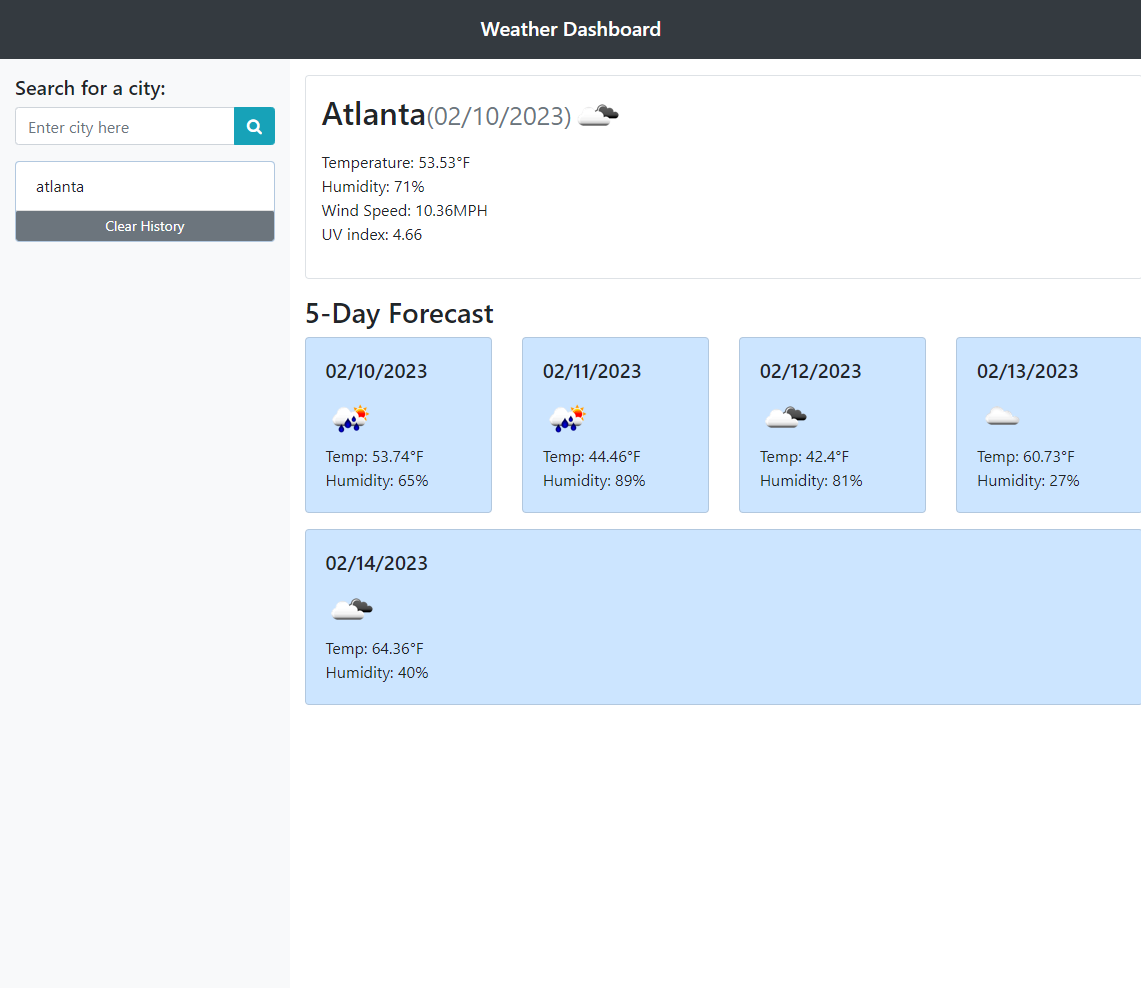 Weather Dashboard
Search for a city:
Enter city here
atlanta
Clear History
Atlanta(02/10/2023)
Temperature: 53.53°F
Humidity: 71%
Wind Speed: 10.36MPH
UV index: 4.66
5-Day Forecast
02/10/2023
Temp: 53.74°F
Humidity: 65%
02/11/2023
Temp: 44.46°F
Humidity: 89%
02/12/2023
Temp: 42.4°F
Humidity: 81%
02/13/2023
Temp: 60.73°F
Humidity: 27%
02/14/2023
Temp: 64.36°F
Humidity: 40%